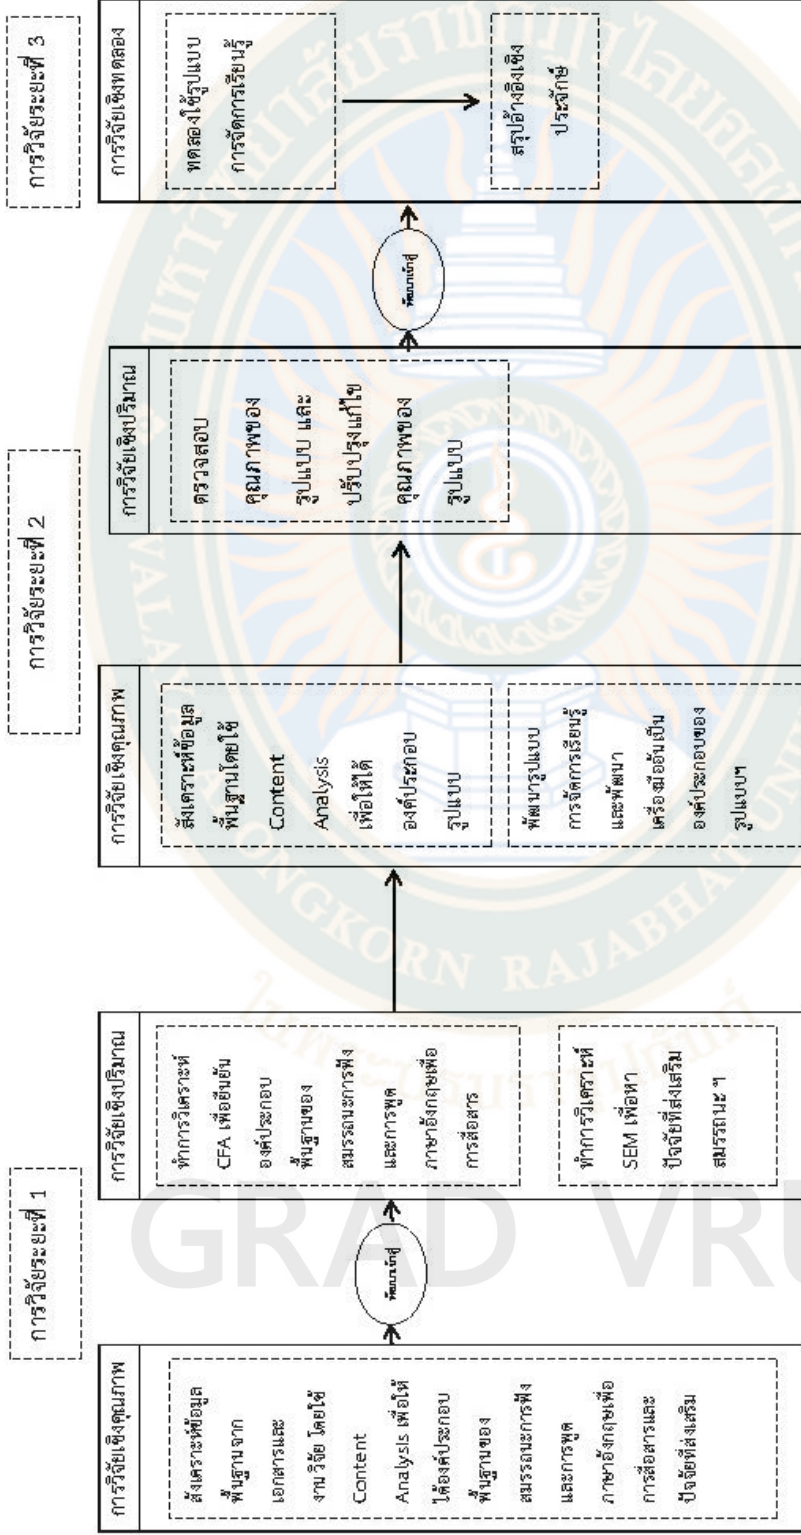 การวิจัยระยะที่ 1
การวิจัยเชิงคุณภาพ
สังเคราะห์ข้อมูล
พื้นฐานจาก
เอกสารและ
งานวิจัย โดยใช้
Content
Analysis เพื่อให้
ได้องค์ประกอบ
พื้นฐานของ
สมรรถนะการฟัง
และการพูด
ภาษาอังกฤษเพื่อ
การสื่อสารและ
ปัจจัยที่ส่งเสริม
พัฒนาเข้าสู่
การวิจัยเชิงปริมาณ
ทำการวิเคราะห์
CFA เพื่อยืนยัน
องค์ประกอบ
พื้นฐานของ
สมรรถนะการฟัง
และการพูด
ภาษาอังกฤษเพื่อ
การสื่อสาร
ทำการวิเคราะห์
SEM เพื่อหา
ปัจจัยที่ส่งเสริม
สมรรถนะ ฯ
การวิจัยระยะที่ 2
การวิจัยเชิงคุณภาพ
สังเคราะห์ข้อมูล
พื้นฐานโดยใช้
Content
Analysis
เพื่อให้ได้
องค์ประกอบ
รูปแบบ
พัฒนารูปแบบ
การจัดการเรียนรู้
และพัฒนา
เครื่องมืออันเป็น
องค์ประกอบของ
รูปแบบฯ
การวิจัยเชิงปริมาณ
ตรวจสอบ
คุณภาพของ
รูปแบบ และ
ปรับปรุงแก้ไข
คุณภาพของ
รูปแบบ
พัฒนาเข้าสู่
การวิจัยระยะที่ 3
การวิจัยเชิงทดลอง
ทดลองใช้รูปแบบ
การจัดการเรียนรู้
สรุปอ้างอิงเชิง
ประจักษ์
GRAD VRU
ONGKORN RAJABHAT UN
VALAY